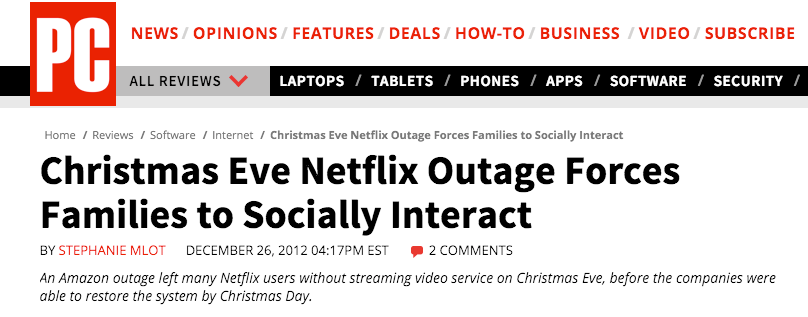 PC
NEWS / OPINIONS / FEATURES / DEALS / HOW-TO / BUSINESS / VIDEO / SUBSCRIBE
ALL REVIEWS LAPTOPS / TABLETS / PHONES / APPS / SOFTWARE / SECURITY /
Home / Reviews / Software / Internet / Christmas Eve Netflix Outage Forces Families to Socially Interact
Christmas Eve Netflix Outage Forces
Families to Socially Interact
BY STEPHANIE MLOT DECEMBER 26, 2012 04:17PM EST 2 COMMENTS
An Amazon outage left many Netflix users without streaming video service on Christmas Eve, before the companies were
able to restore the system by Christmas Day.